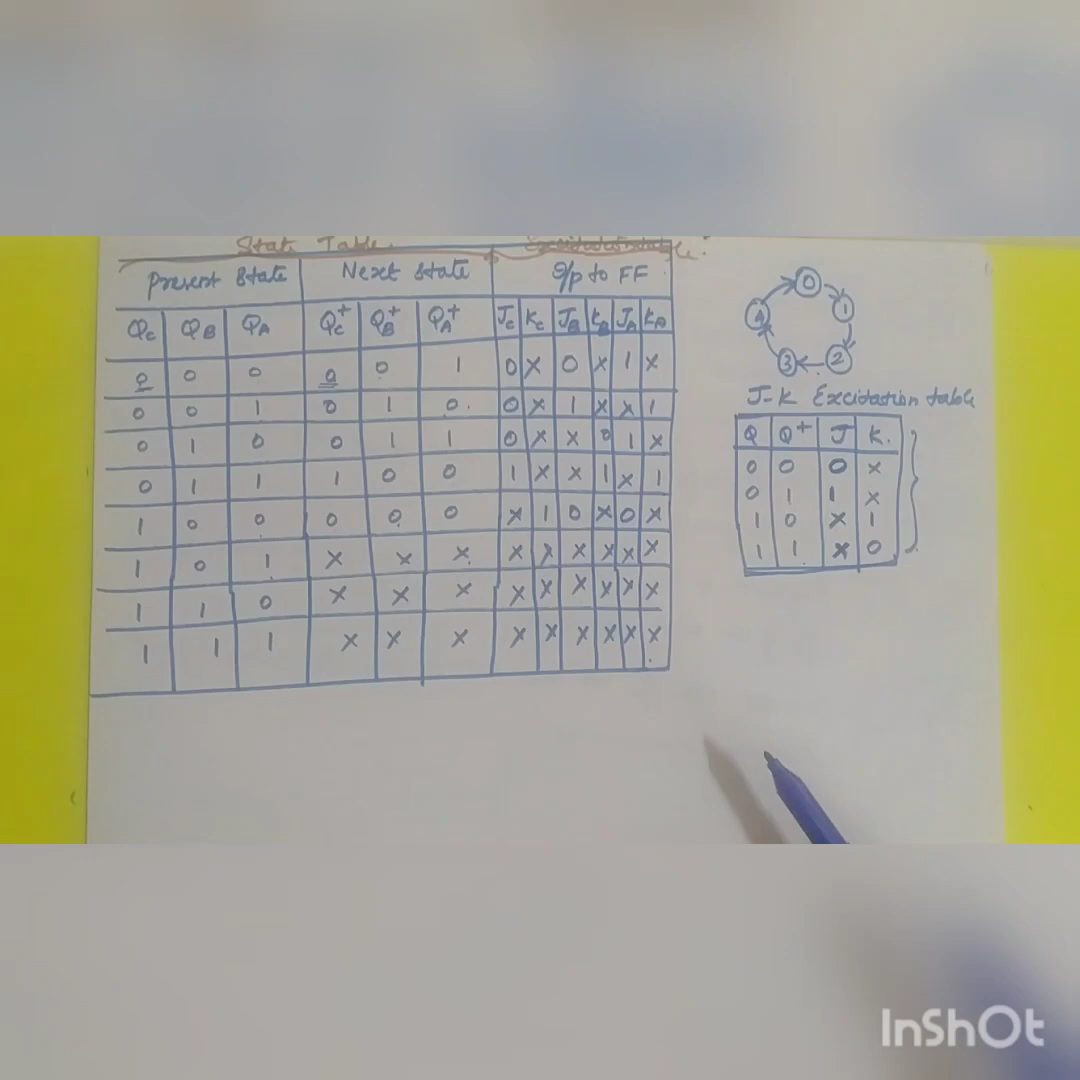 State Table Excitation table.
Present State Next State I/p to FF
Qc QB QA Qc+ QB+ QA+ Jc Kc JB KB JA KA
0 0 0 0 0 1 0 x 0 x 1 x
0 0 1 0 1 0 0 x 1 x x 1
0 1 0 0 1 1 0 x x 0 1 x
0 1 1 1 0 0 1 x x 1 x 1
1 0 0 0 0 0 x 1 0 x 0 x
1 0 1 x x x x x x x x x
1 1 0 x x x x x x x x x
1 1 1 x x x x x x x x x
0 1 2 3 4
J-K Excitation table
Q Q+ J K.
0 0 0 x
0 1 1 x
1 0 x 1
1 1 x 0
InShOt